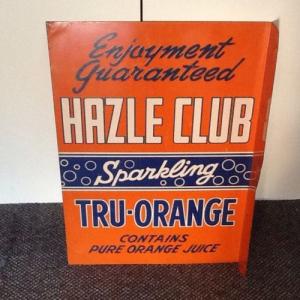 Enjoyment
Guaranteed
HAZLE CLUB
Sparkling
TRU-ORANGE
CONTAINS
PURE ORANGE JUICE